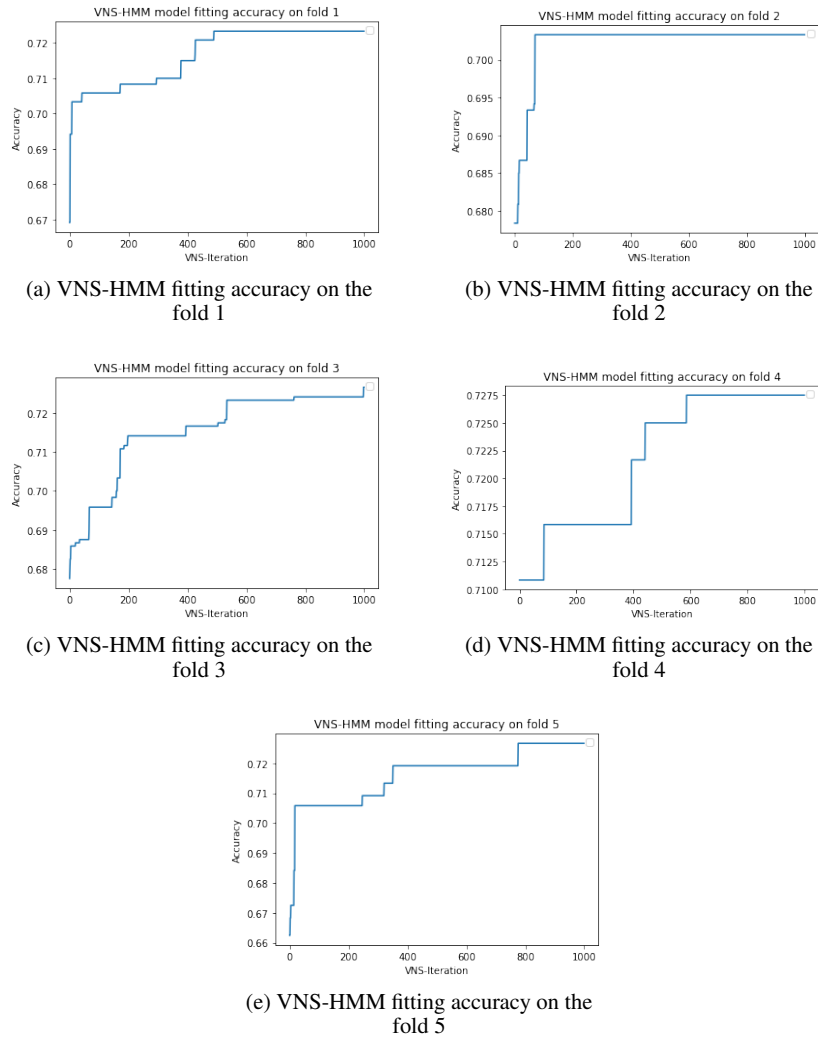 VNS-HMM model fitting accuracy on fold 1
0.72
0.71
0.70
0.69
0.68
0.67
Accuracy
0 200 400 600 800 1000
VNS-Iteration
(a) VNS-HMM fitting accuracy on the
fold 1
VNS-HMM model fitting accuracy on fold 2
0.700
0.695
0.690
0.685
0.680
Accuracy
0 200 400 600 800 1000
VNS-Iteration
(b) VNS-HMM fitting accuracy on the
fold 2
VNS-HMM model fitting accuracy on fold 3
0.72
0.71
0.70
0.69
0.68
Accuracy
0 200 400 600 800 1000
VNS-Iteration
(c) VNS-HMM fitting accuracy on the
fold 3
VNS-HMM model fitting accuracy on fold 4
0.7275
0.7250
0.7225
0.7200
0.7175
0.7150
0.7125
0.7100
Accuracy
0 200 400 600 800 1000
VNS-Iteration
(d) VNS-HMM fitting accuracy on the
fold 4
VNS-HMM model fitting accuracy on fold 5
0.72
0.71
0.70
0.69
0.68
0.67
0.66
Accuracy
0 200 400 600 800 1000
VNS-Iteration
(e) VNS-HMM fitting accuracy on the
fold 5